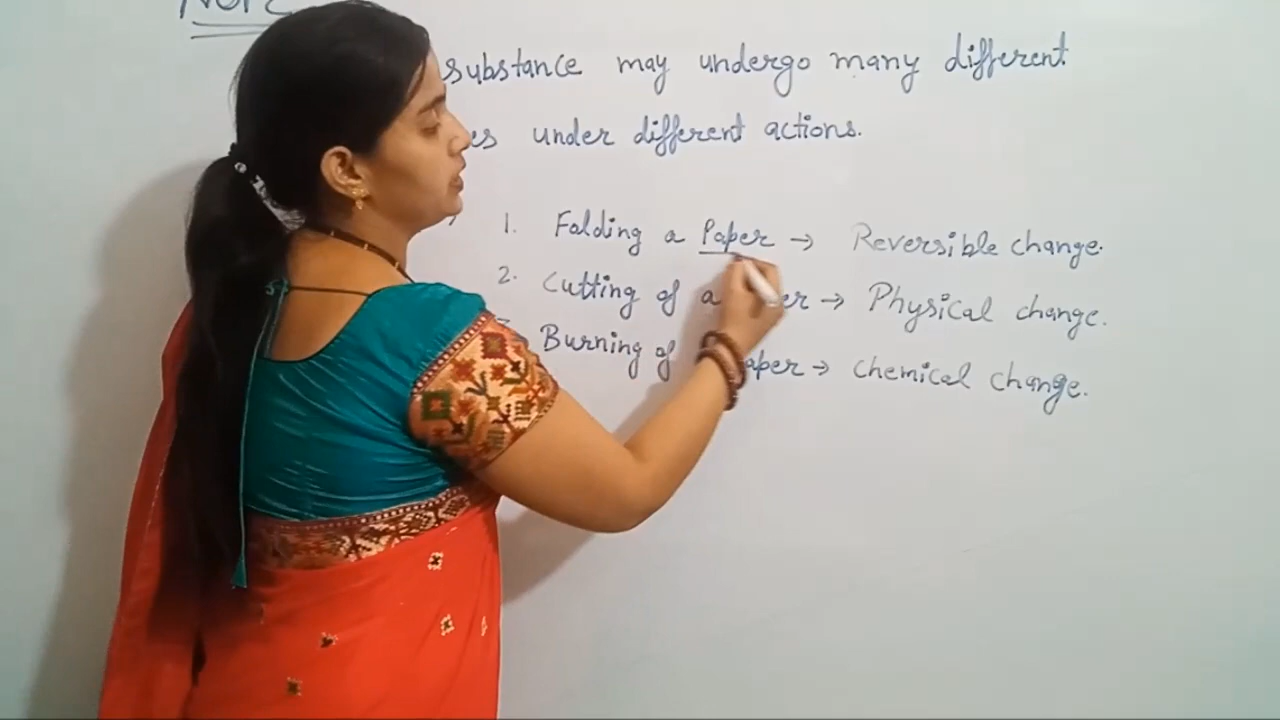 Note
substance may undergo many different
es under different actions.
1. Folding a Paper → Reversible change.
2. Cutting of a er → Physical change.
Burning of aper → chemical change.